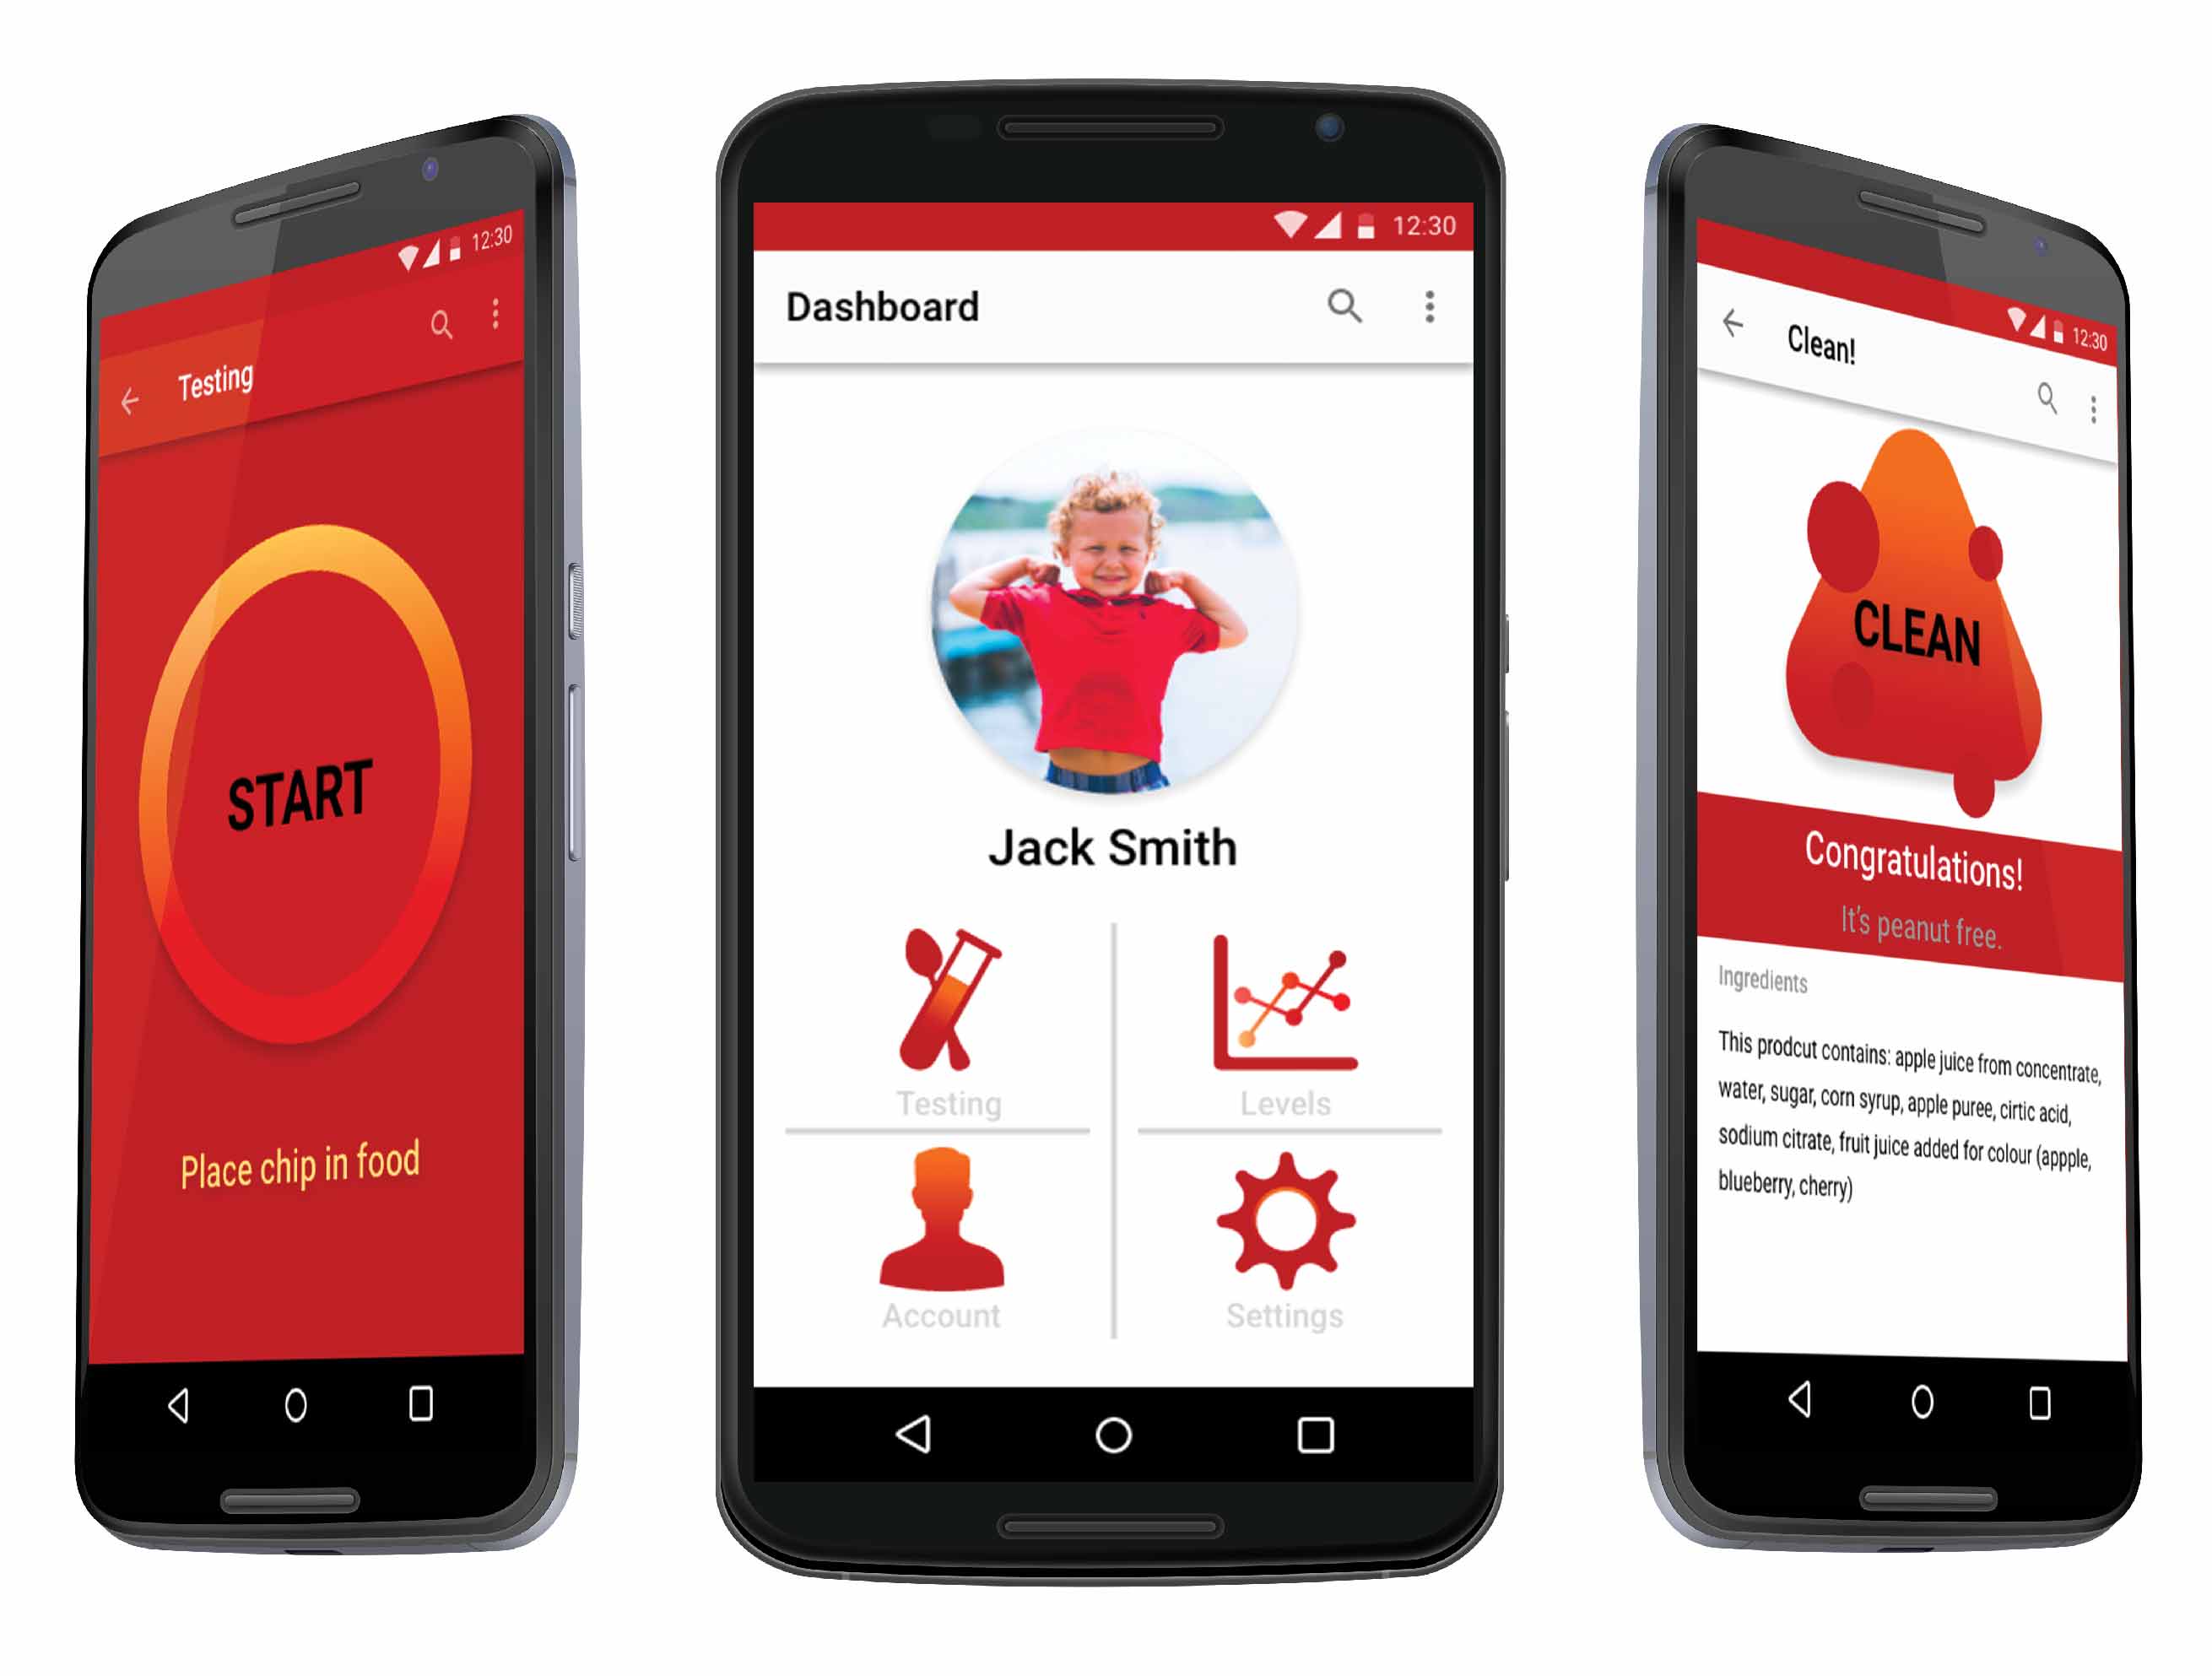 12:30
Testing
START
Place chip in food
12:30
Dashboard
Jack Smith
Testing
Levels
Account
Settings
12:30
Clean!
CLEAN
Congratulations!
It's peanut free.
Ingredients
This prodcut contains: apple juice from concentrate,
water, sugar, corn syrup, apple puree, cirtic acid,
sodium citrate, fruit juice added for colour (appple,
blueberry, cherry)